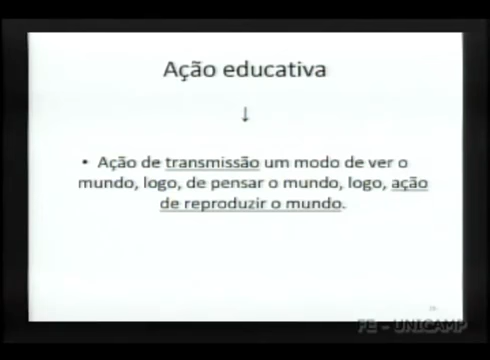 Ação educativa
↓
• Ação de transmissão um modo de ver o
mundo, logo, de pensar o mundo, logo, ação
de reproduzir o mundo.
FE - UNICAMP